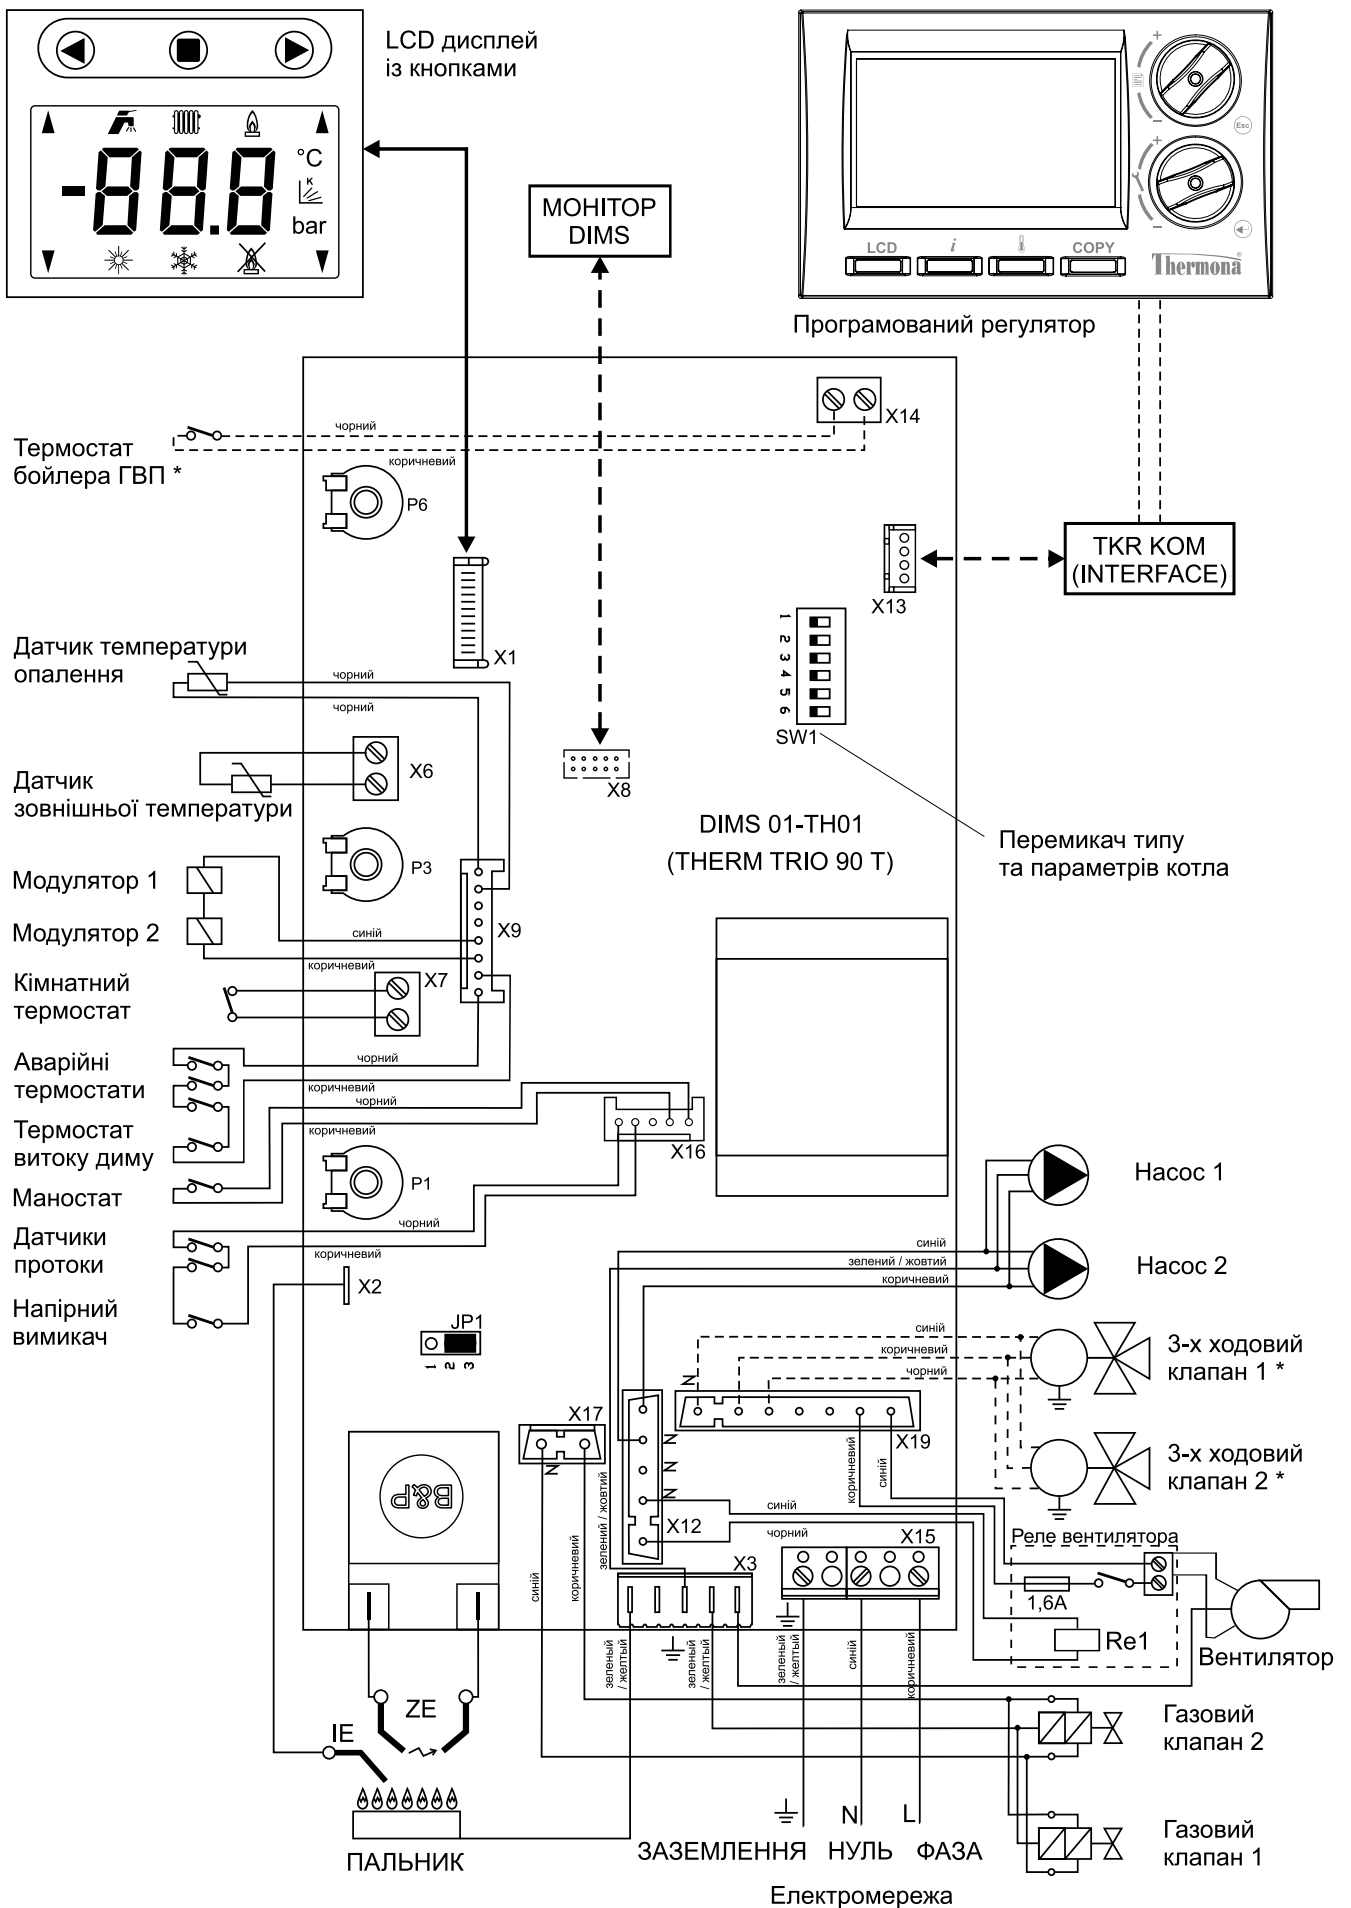 LCD дисплей
із кнопками
-88.8
°C
K
bar
МОНІТОР
DIMS
Esc
LCD
i
COPY
Thermona®
Програмований регулятор
чорний
X14
Термостат
бойлера ГВП *
коричневий
P6
TKR KOM
(INTERFACE)
X13
1
2
3
4
5
6
SW1
X1
Датчик температури
опалення
чорний
чорний
X6
X8
Датчик
зовнішньої температури
DIMS 01-TH01
(THERM TRIO 90 T)
Перемикач типу
та параметрів котла
P3
Модулятор 1
Модулятор 2
синій
X9
коричневий
X7
Кімнатний
термостат
Аварійні
термостати
чорний
коричневий
чорний
Термостат
витоку диму
коричневий
X16
Маностат
P1
чорний
Насос 1
Датчики
протоки
коричневий
синій
зелений / жовтий
коричневий
Насос 2
X2
Напірний
вимикач
JP1
1 2 3
синій
коричневий
чорний
3-х ходовий
клапан 1 *
N
X17
N
X19
N
N
X12
3-х ходовий
клапан 2 *
B&P
зелений / жовтий
коричневий
синій
синій
чорний
X15
Реле вентилятора
X3
синій
коричневий
1,6A
Re1
Вентилятор
зеленый
/ желтый
зеленый
/ желтый
зеленый
/ желтый
синій
коричневий
ZE
IE
Газовий
клапан 2
N
L
ЗАЗЕМЛЕННЯ
НУЛЬ
ФАЗА
ПАЛЬНИК
Газовий
клапан 1
Електромережа